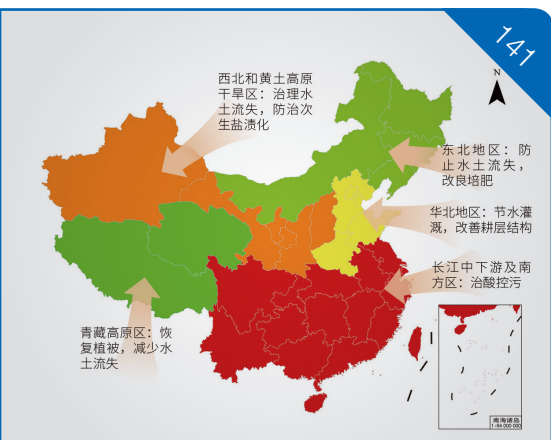 141
西北和黄土高原
干旱区：治理水
土流失，防治次
生盐渍化
N
东北地区：防
止水土流失，
改良培肥
华北地区：节水灌
溉，改善耕层结构
长江中下游及南
方区：治酸控污
青藏高原区：恢
复植被，减少水
土流失
南海诸岛
1:64 000 000